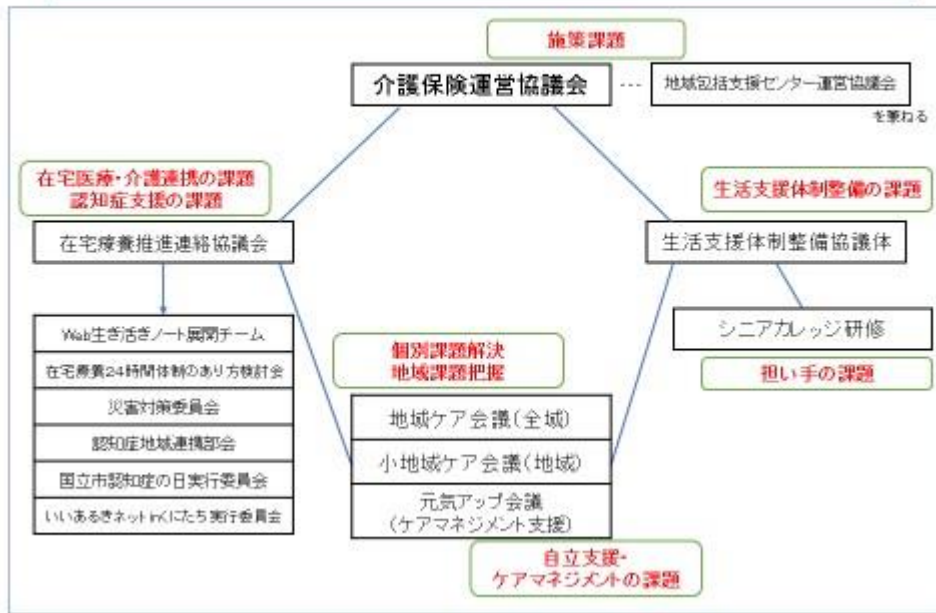 施策課題
介護保険運営協議会
地域包括支援センター運営協議会
を兼ねる
在宅医療・介護連携の課題
認知症支援の課題
生活支援体制整備の課題
在宅療養推進連絡協議会
生活支援体制整備協議体
Web生き活きノート展開チーム
在宅療養24時間体制のあり方検討会
災害対策委員会
認知症地域連携部会
国立市認知症の日実行委員会
いいあるきネットinくにたち実行委員会
シニアカレッジ研修
担い手の課題
個別課題解決
地域課題把握
地域ケア会議(全域)
小地域ケア会議(地域)
元気アップ会議
(ケアマネジメント支援)
自立支援・
ケアマネジメントの課題